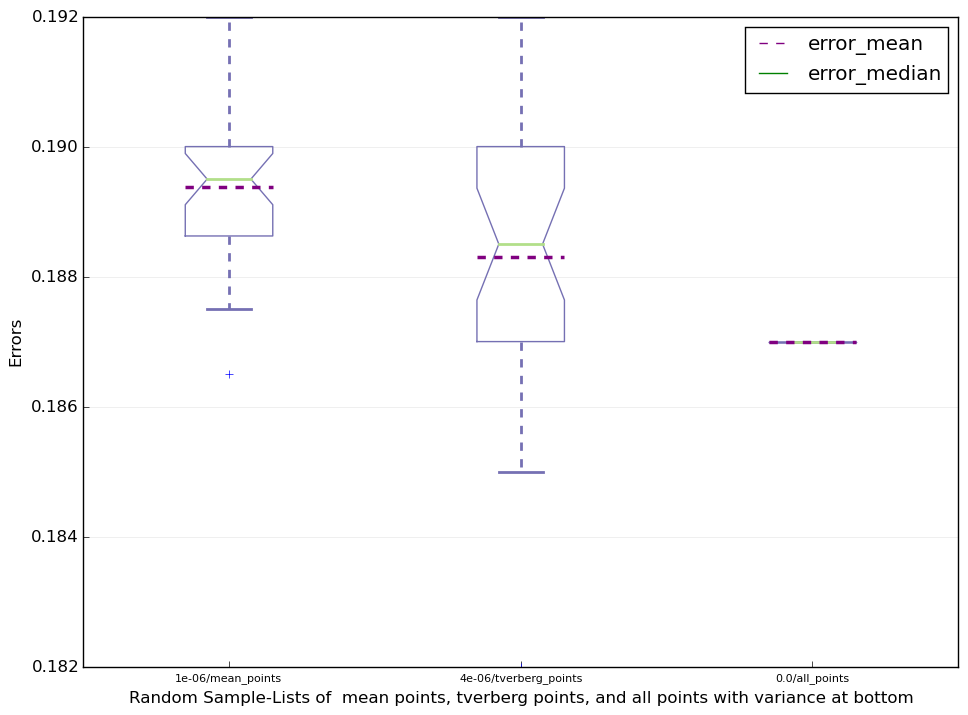 0.192
error_mean
error_median
0.190
0.188
Errors
0.186
0.184
0.182
1e-06/mean_points
4e-06/tverberg_points
0.0/all_points
Random Sample-Lists of  mean points, tverberg points, and all points with variance at bottom